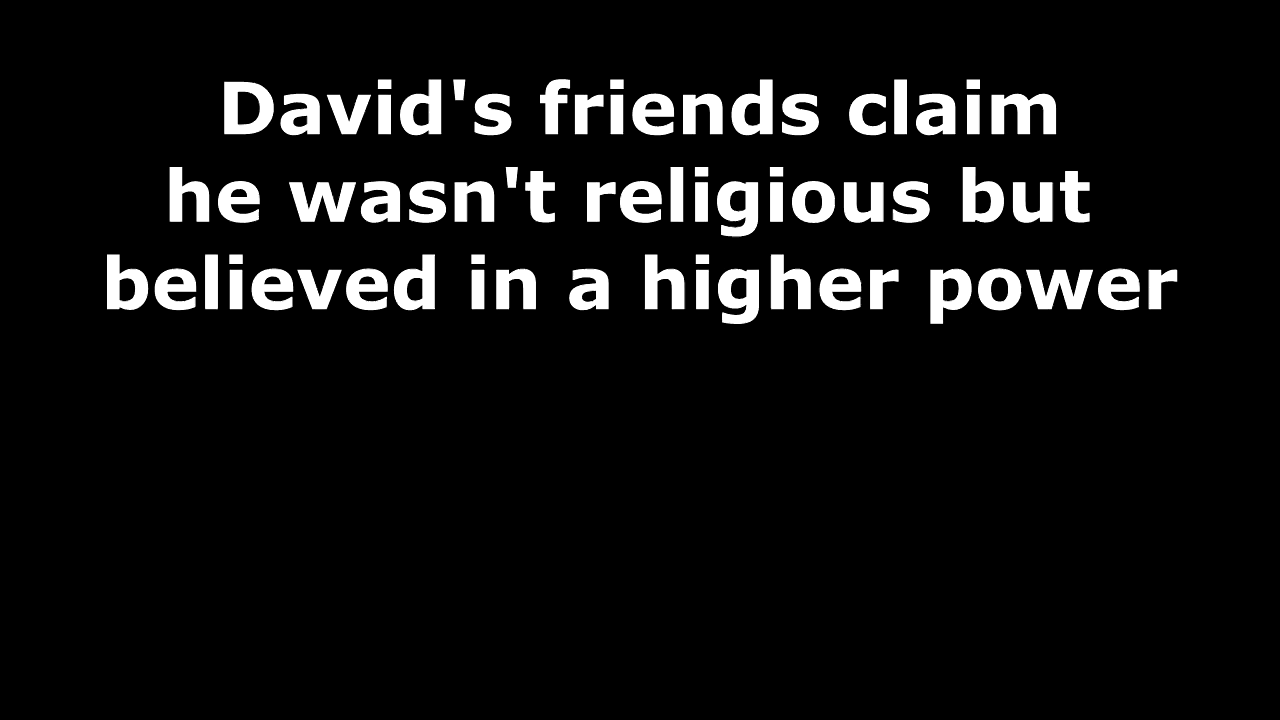 David's friends claim
he wasn't religious but
believed in a higher power